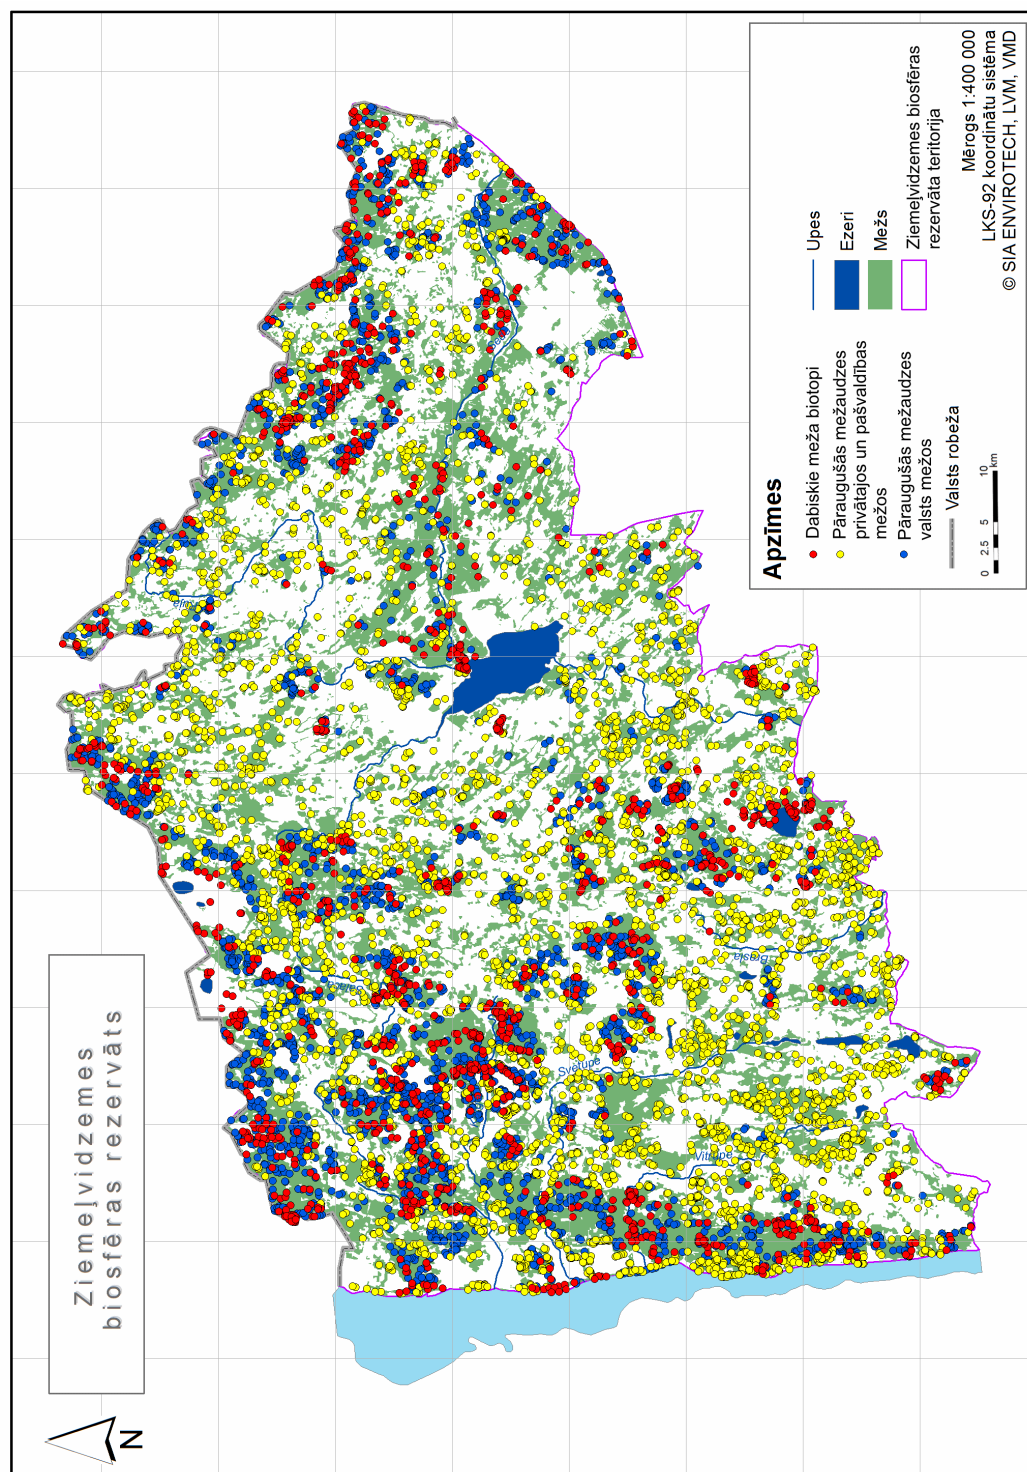 Ziemeļvidzemes
biosfēras rezervāts
N
Salaca
Svētupe
Vitrupe
Brasla
Apzīmes
Dabiskie meža biotopi
Pāraugušās mežaudzes
privātajos un pašvaldības
mežos
Pāraugušās mežaudzes
valsts mežos
Valsts robeža
0 2.5 5 10
km
Upes
Ezeri
Mežs
Ziemeļvidzemes biosfēras
rezervāta teritorija
Mērogs 1:400 000
LKS-92 koordinātu sistēma
© SIA ENVIROTECH, LVM, VMD